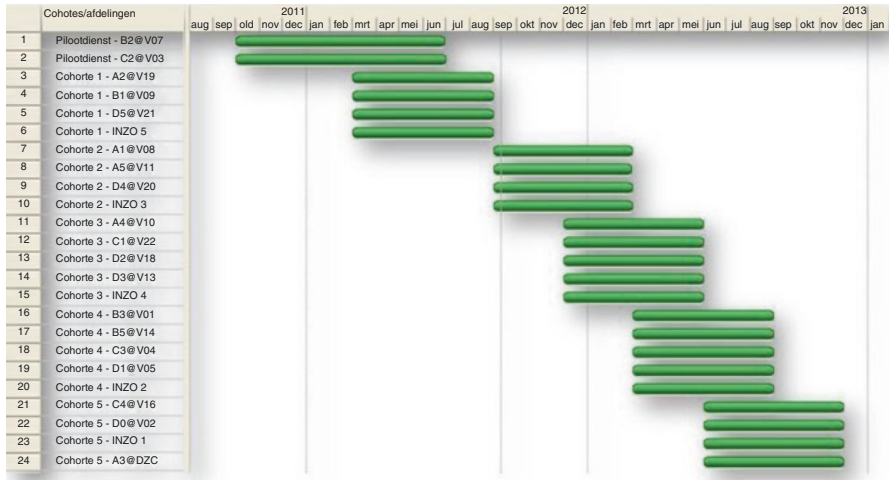 Cohotes/afdelingen
2011 2012 2013
aug sep old nov dec jan feb mrt apr mei jun jul aug sep okt nov dec jan feb mrt apr mei jun jul aug sep okt nov dec jan
1 Pilootdienst - B2@V07
2 Pilootdienst - C2@V03
3 Cohorte 1 - A2@V19
4 Cohorte 1 - B1@V09
5 Cohorte 1 - D5@V21
6 Cohorte 1 - INZO 5
7 Cohorte 2 - A1@V08
8 Cohorte 2 - A5@V11
9 Cohorte 2 - D4@V20
10 Cohorte 2 - INZO 3
11 Cohorte 3 - A4@V10
12 Cohorte 3 - C1@V22
13 Cohorte 3 - D2@V18
14 Cohorte 3 - D3@V13
15 Cohorte 3 - INZO 4
16 Cohorte 4 - B3@V01
17 Cohorte 4 - B5@V14
18 Cohorte 4 - C3@V04
19 Cohorte 4 - D1@V05
20 Cohorte 4 - INZO 2
21 Cohorte 5 - C4@V16
22 Cohorte 5 - D0@V02
23 Cohorte 5 - INZO 1
24 Cohorte 5 - A3@DZC